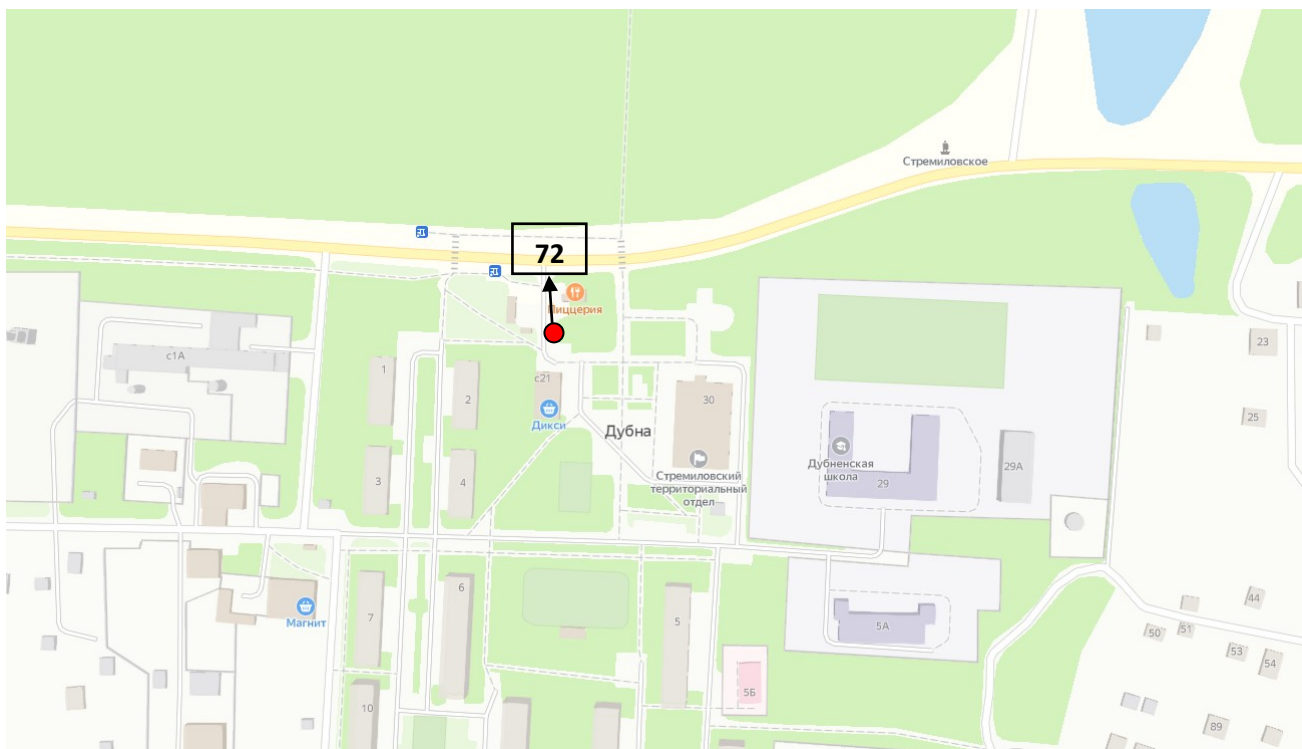 Стремиловское
72
Пиццерия
с1А
1
2
с21
Дикси
30
Дубна
3
4
Стремиловский
территориальный
отдел
Дубненская
школа
29
29А
23
25
Магнит
7
6
5
5А
5Б
10
44
50
51
53
54
89